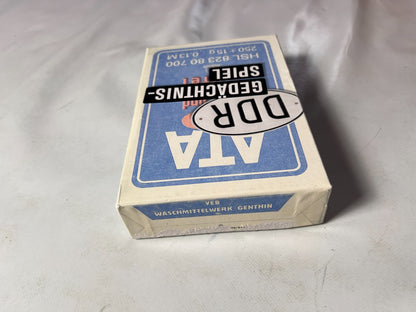 HSL 823 80 700
250 + 15 g 0,13 M
GEDÄCHTNIS-
SPIEL
DDR
ATA
VEB
WASCHMITTELWERK GENTHIN